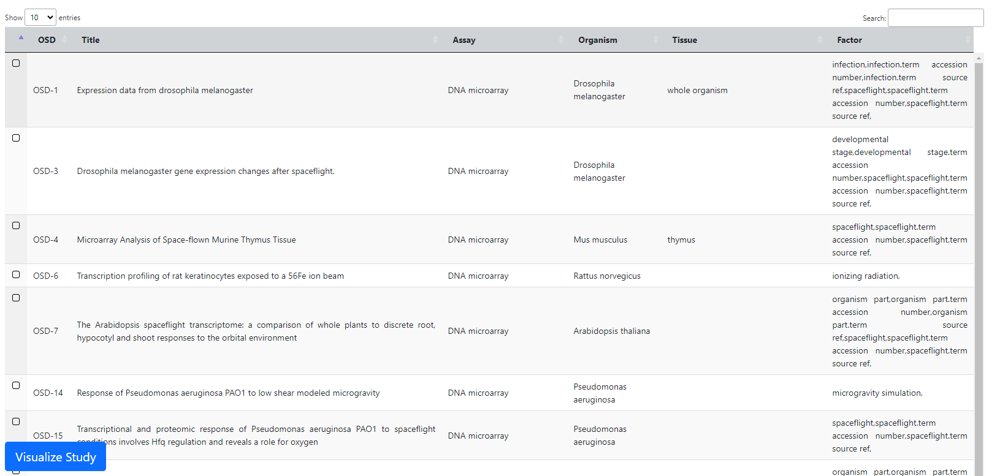 Show 10 entries
Search:
OSD Title Assay Organism Tissue Factor
OSD-1
Expression data from drosophila melanogaster
DNA microarray
Drosophila
melanogaster
whole organism
infection,infection.term accession
number,infection.term source
ref,spaceflight,spaceflight.term
accession number,spaceflight.term
source ref,
OSD-3
Drosophila melanogaster gene expression changes after spaceflight.
DNA microarray
Drosophila
melanogaster
developmental
stage,developmental stage.term
accession
number,spaceflight,spaceflight.term
accession number,spaceflight.term
source ref,
OSD-4
Microarray Analysis of Space-flown Murine Thymus Tissue
DNA microarray
Mus musculus
thymus
spaceflight,spaceflight.term
accession number,spaceflight.term
source ref,
OSD-6
Transcription profiling of rat keratinocytes exposed to a 56Fe ion beam
DNA microarray
Rattus norvegicus
ionizing radiation,
OSD-7
The Arabidopsis spaceflight transcriptome: a comparison of whole plants to discrete root,
hypocotyl and shoot responses to the orbital environment
DNA microarray
Arabidopsis thaliana
organism part,organism part.term
accession number,organism
part.term source
ref,spaceflight,spaceflight.term
accession number,spaceflight.term
source ref,
OSD-14
Response of Pseudomonas aeruginosa PAO1 to low shear modeled microgravity
DNA microarray
Pseudomonas
aeruginosa
microgravity simulation,
OSD-15
Transcriptional and proteomic response of Pseudomonas aeruginosa PAO1 to spaceflight
conditions involves Hfq regulation and reveals a role for oxygen
DNA microarray
Pseudomonas
aeruginosa
spaceflight,spaceflight.term
accession number,spaceflight.term
source ref,
Visualize Study
organism part,organism part.term